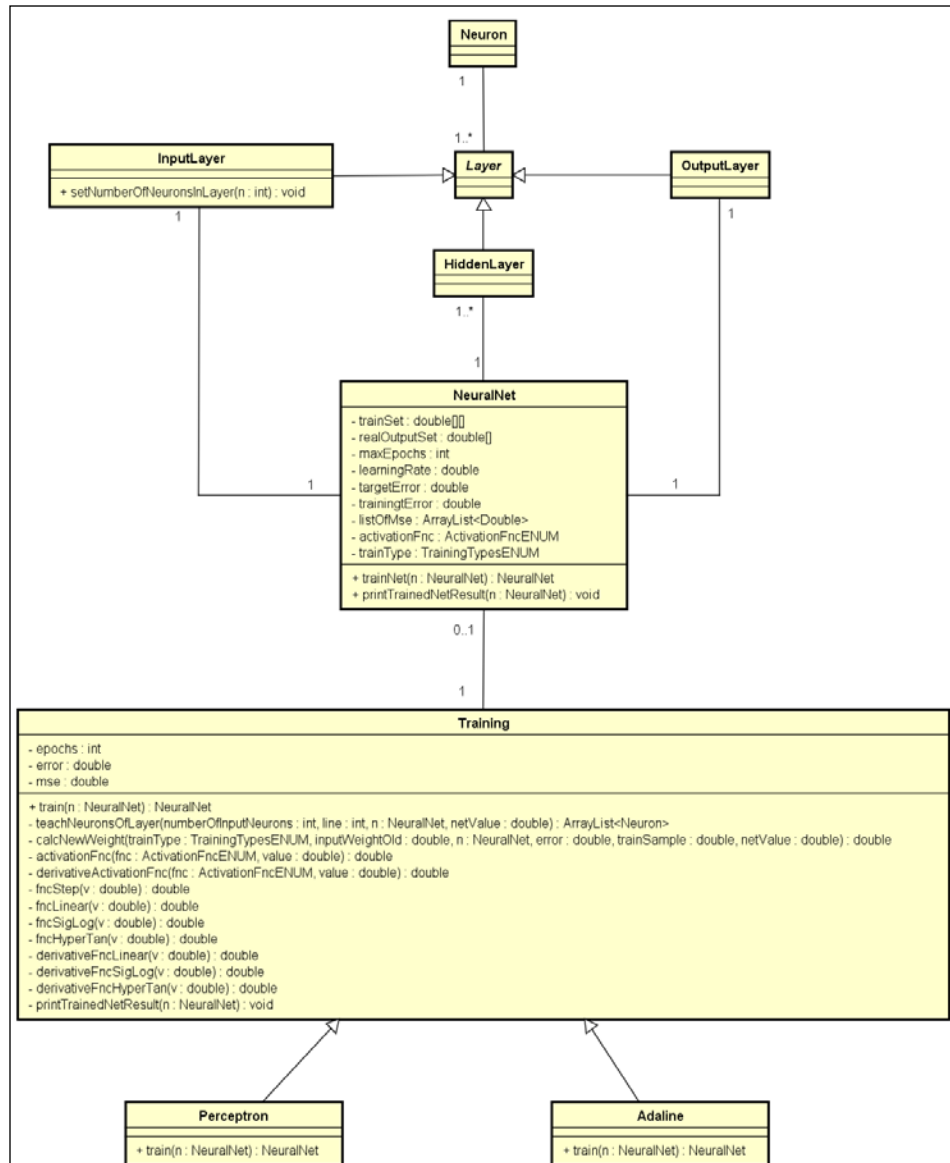 Neuron
1
1..*
InputLayer
+ setNumberOfNeuronsInLayer(n : int) : void
Layer
OutputLayer
1
1
HiddenLayer
1..*
1
NeuralNet
- trainSet : double[][]
- realOutputSet : double[]
- maxEpochs : int
- learningRate : double
- targetError : double
- trainingtError : double
- listOfMse : ArrayList<Double>
- activationFnc : ActivationFncENUM
- trainType : TrainingTypesENUM
+ trainNet(n : NeuralNet) : NeuralNet
+ printTrainedNetResult(n : NeuralNet) : void
1
1
0..1
1
Training
- epochs : int
- error : double
- mse : double
+ train(n : NeuralNet) : NeuralNet
- teachNeuronsOfLayer(numberOfInputNeurons : int, line : int, n : NeuralNet, netValue : double) : ArrayList<Neuron>
- calcNewWeight(trainType : TrainingTypesENUM, inputWeightOld : double, n : NeuralNet, error : double, trainSample : double, netValue : double) : double
- activationFnc(fnc : ActivationFncENUM, value : double) : double
- derivativeActivationFnc(fnc : ActivationFncENUM, value : double) : double
- fncStep(v : double) : double
- fncLinear(v : double) : double
- fncSigLog(v : double) : double
- fncHyperTan(v : double) : double
- derivativeFncLinear(v : double) : double
- derivativeFncSigLog(v : double) : double
- derivativeFncHyperTan(v : double) : double
- printTrainedNetResult(n : NeuralNet) : void
Perceptron
+ train(n : NeuralNet) : NeuralNet
Adaline
+ train(n : NeuralNet) : NeuralNet